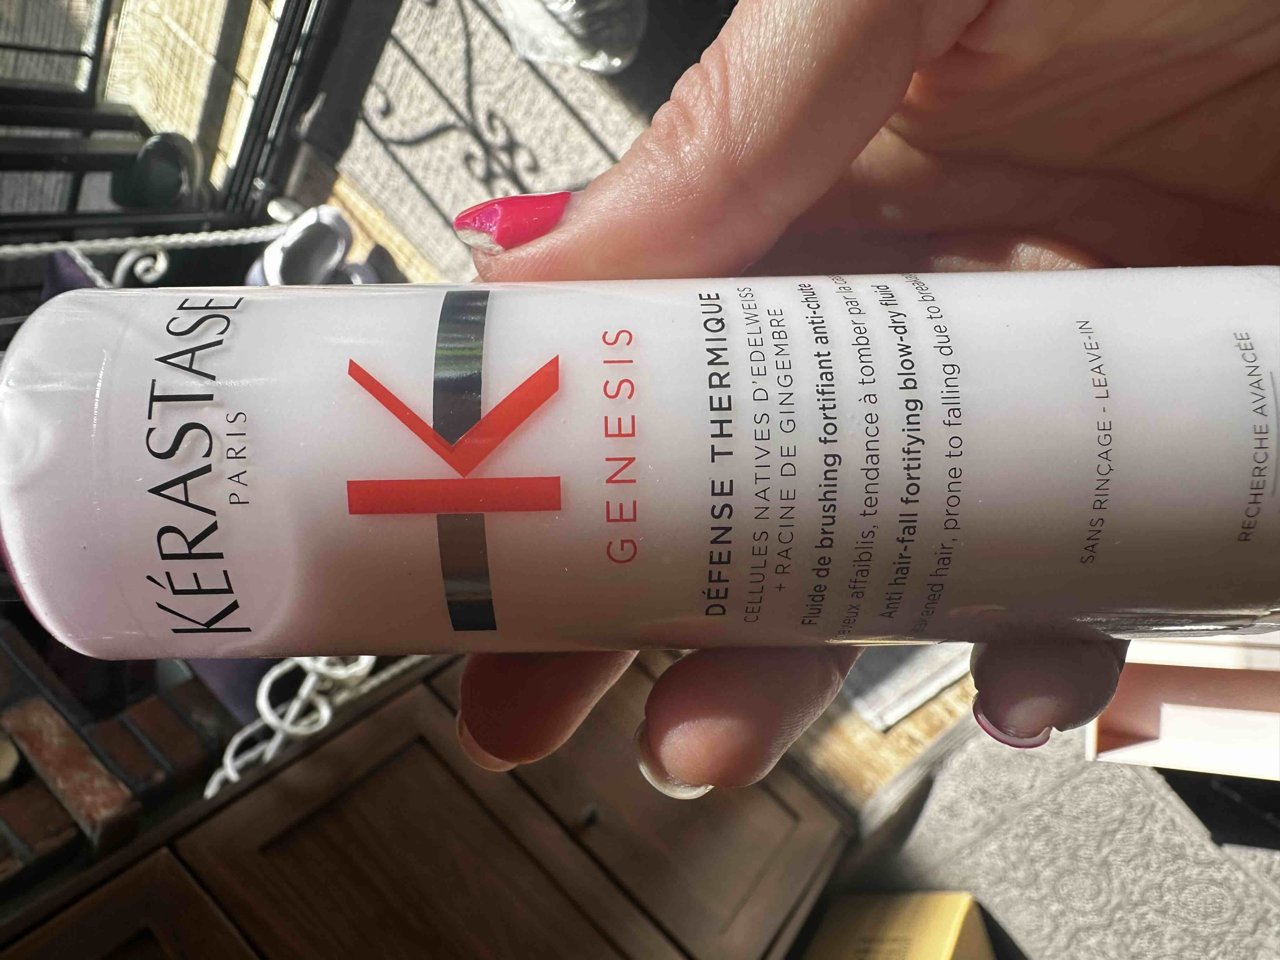 KÉRASTASE
PARIS
K
GENESIS
DÉFENSE THERMIQUE
CELLULES NATIVES D'EDELWEISS
+ RACINE DE GINGEMBRE
Fluide de brushing fortifiant anti-chute
affaiblis, tendance à tomber par la
Anti hair-fall fortifying blow-dry fluid
hair, prone to falling due to
SANS RINÇAGE - LEAVE-IN
RECHERCHE AVANCÉE